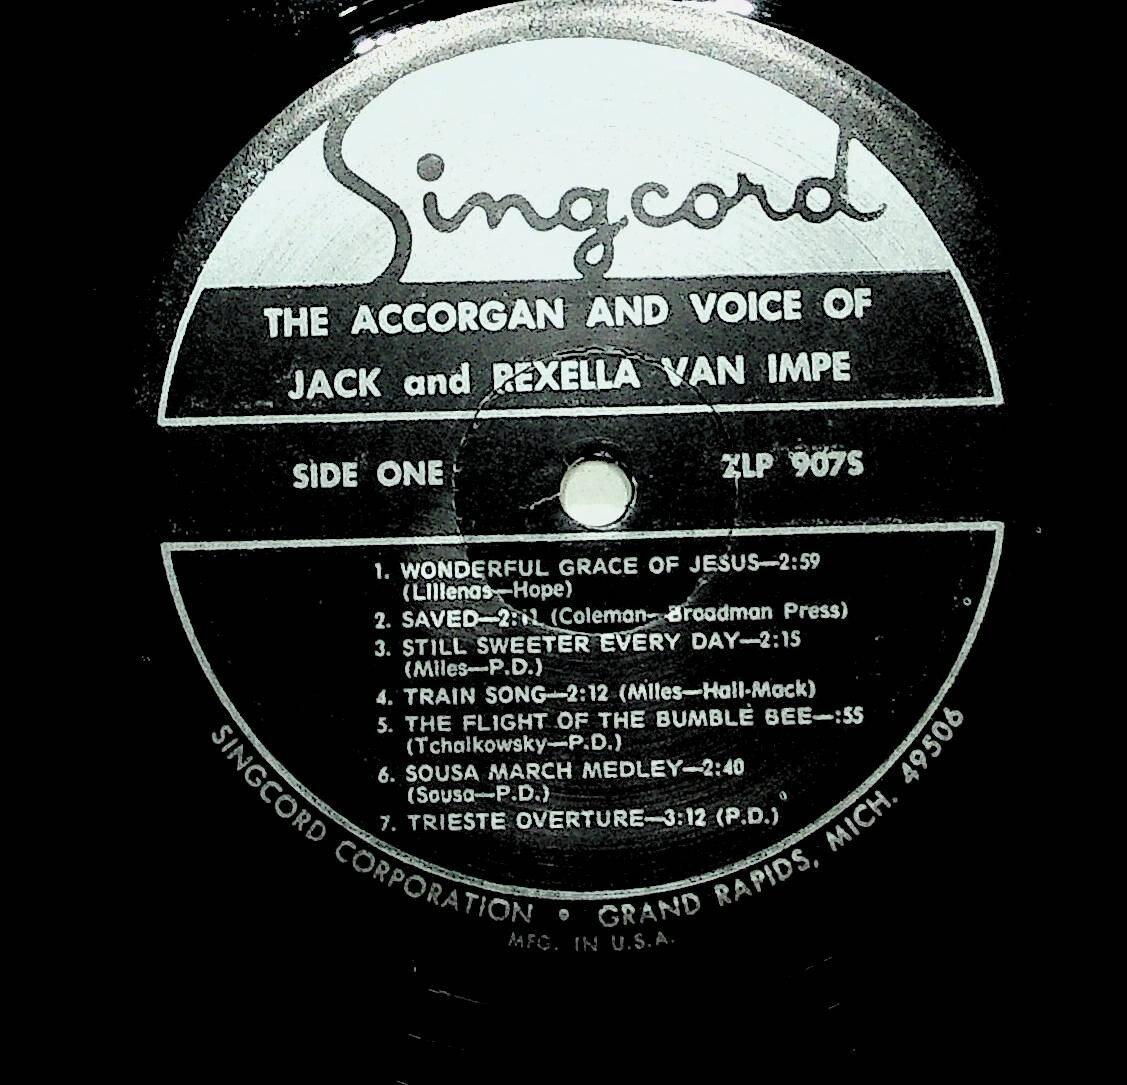 Singcord
THE ACCORGAN AND VOICE OF
JACK and REXELLA VAN IMPE
SIDE ONE
ZLP 907S
1. WONDERFUL GRACE OF JESUS—2:59
(Lillenas—Hope)
2. SAVED—2:11 (Coleman—Broadman Press)
3. STILL SWEETER EVERY DAY—2:15
(Miles—P.D.)
4. TRAIN SONG—2:12 (Miles—Hall-Mack)
5. THE FLIGHT OF THE BUMBLE BEE—:55
(Tchaikowsky—P.D.)
6. SOUSA MARCH MEDLEY—2:40
(Sousa—P.D.)
7. TRIESTE OVERTURE—3:12 (P.D.)
SINGCORD CORPORATION • GRAND RAPIDS, MICH. 49506
MFG. IN U.S.A.